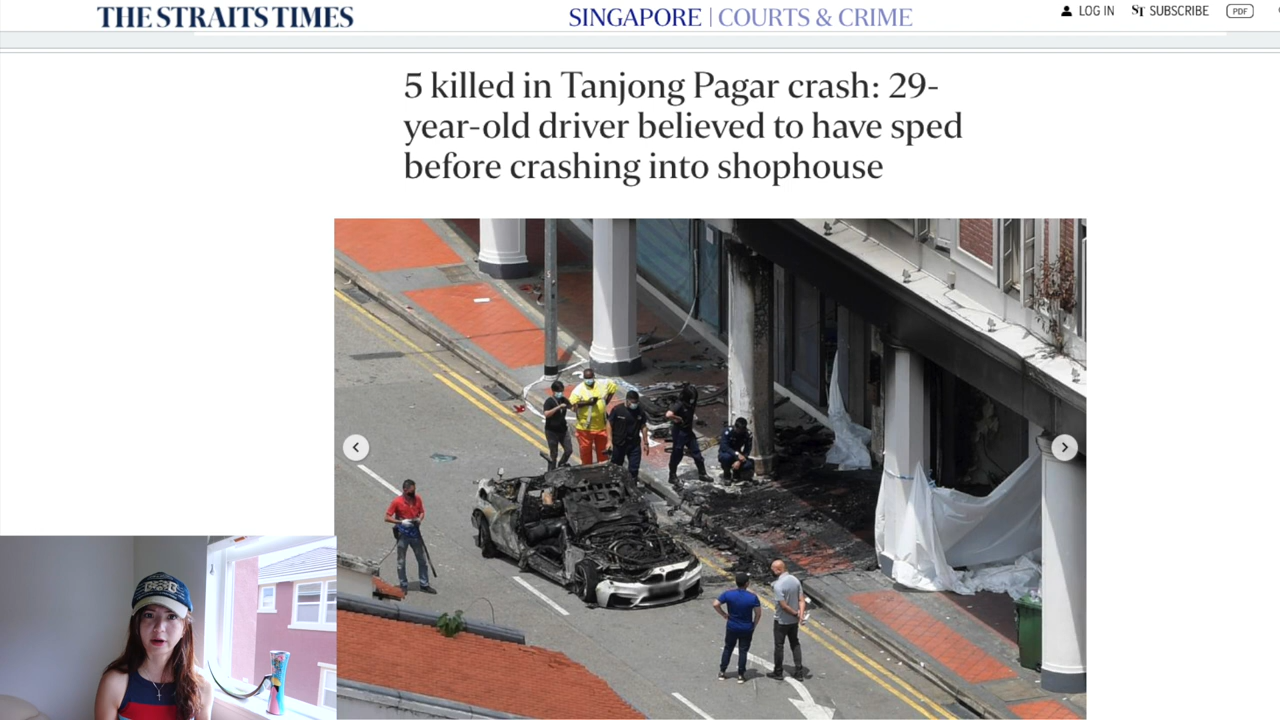 THE STRAITS TIMES
SINGAPORE | COURTS & CRIME
LOG IN
ST SUBSCRIBE
PDF
5 killed in Tanjong Pagar crash: 29-
year-old driver believed to have sped
before crashing into shophouse